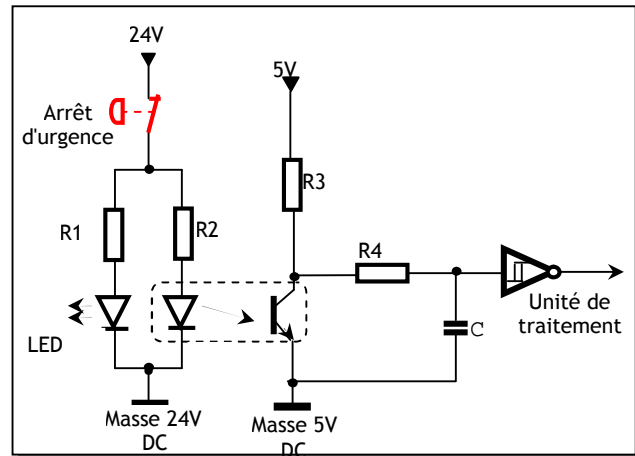 24V
5V
Arrêt
d'urgence
R3
R1
R2
R4
Unité de
traitement
LED
C
Masse 24V
DC
Masse 5V
DC